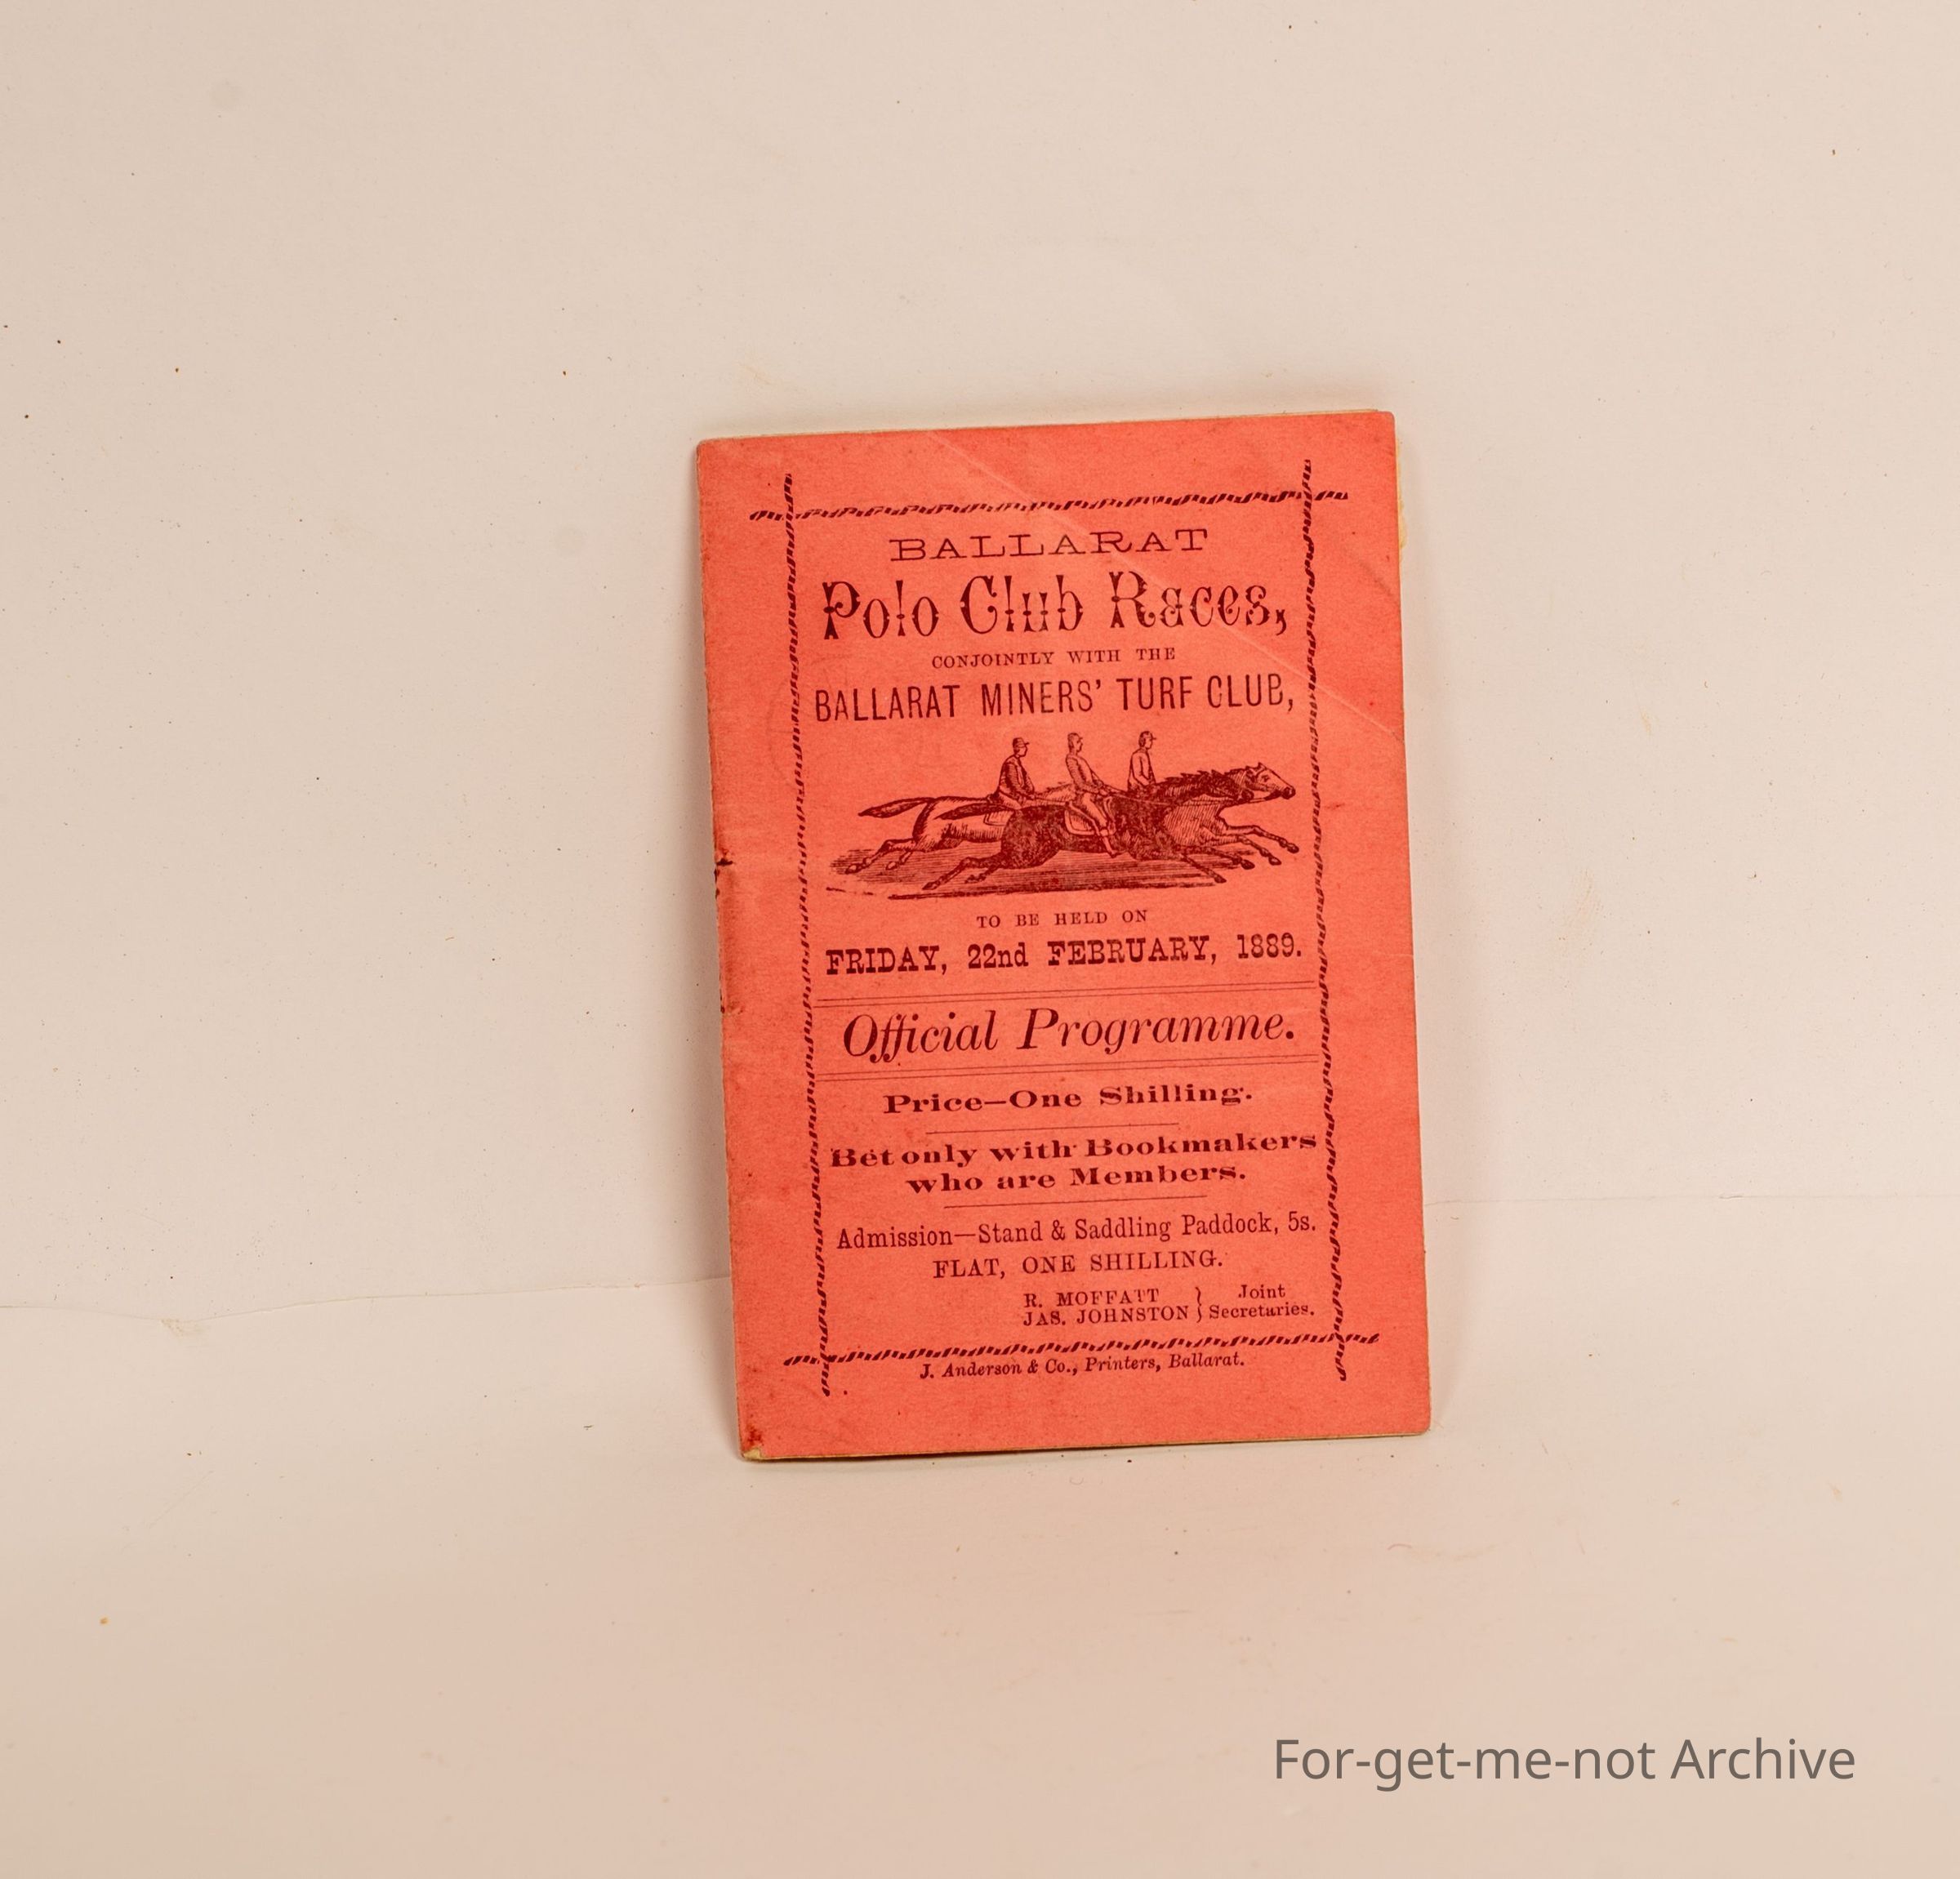 BALLARAT
Polo Club Races,
CONJOINTLY WITH THE
BALLARAT MINERS' TURF CLUB,
TO BE HELD ON
FRIDAY, 22nd FEBRUARY, 1889.
Official Programme.
Price—One Shilling.
Bet only with Bookmakers
who are Members.
Admission—Stand & Saddling Paddock, 5s.
FLAT, ONE SHILLING.
R. MOFFATT } Joint
JAS. JOHNSTON } Secretaries.
J. Anderson & Co., Printers, Ballarat.
For-get-me-not Archive